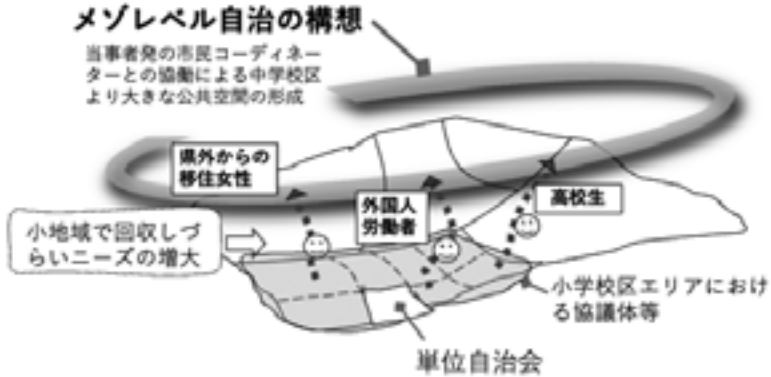 メゾレベル自治の構想
当事者発の市民コーディネー
ターとの協働による中学校区
より大きな公共空間の形成
県外からの
移住女性
外国人
労働者
高校生
小地域で回収しづ
らいニーズの増大
小学校区エリアにおけ
る協議体等
単位自治会